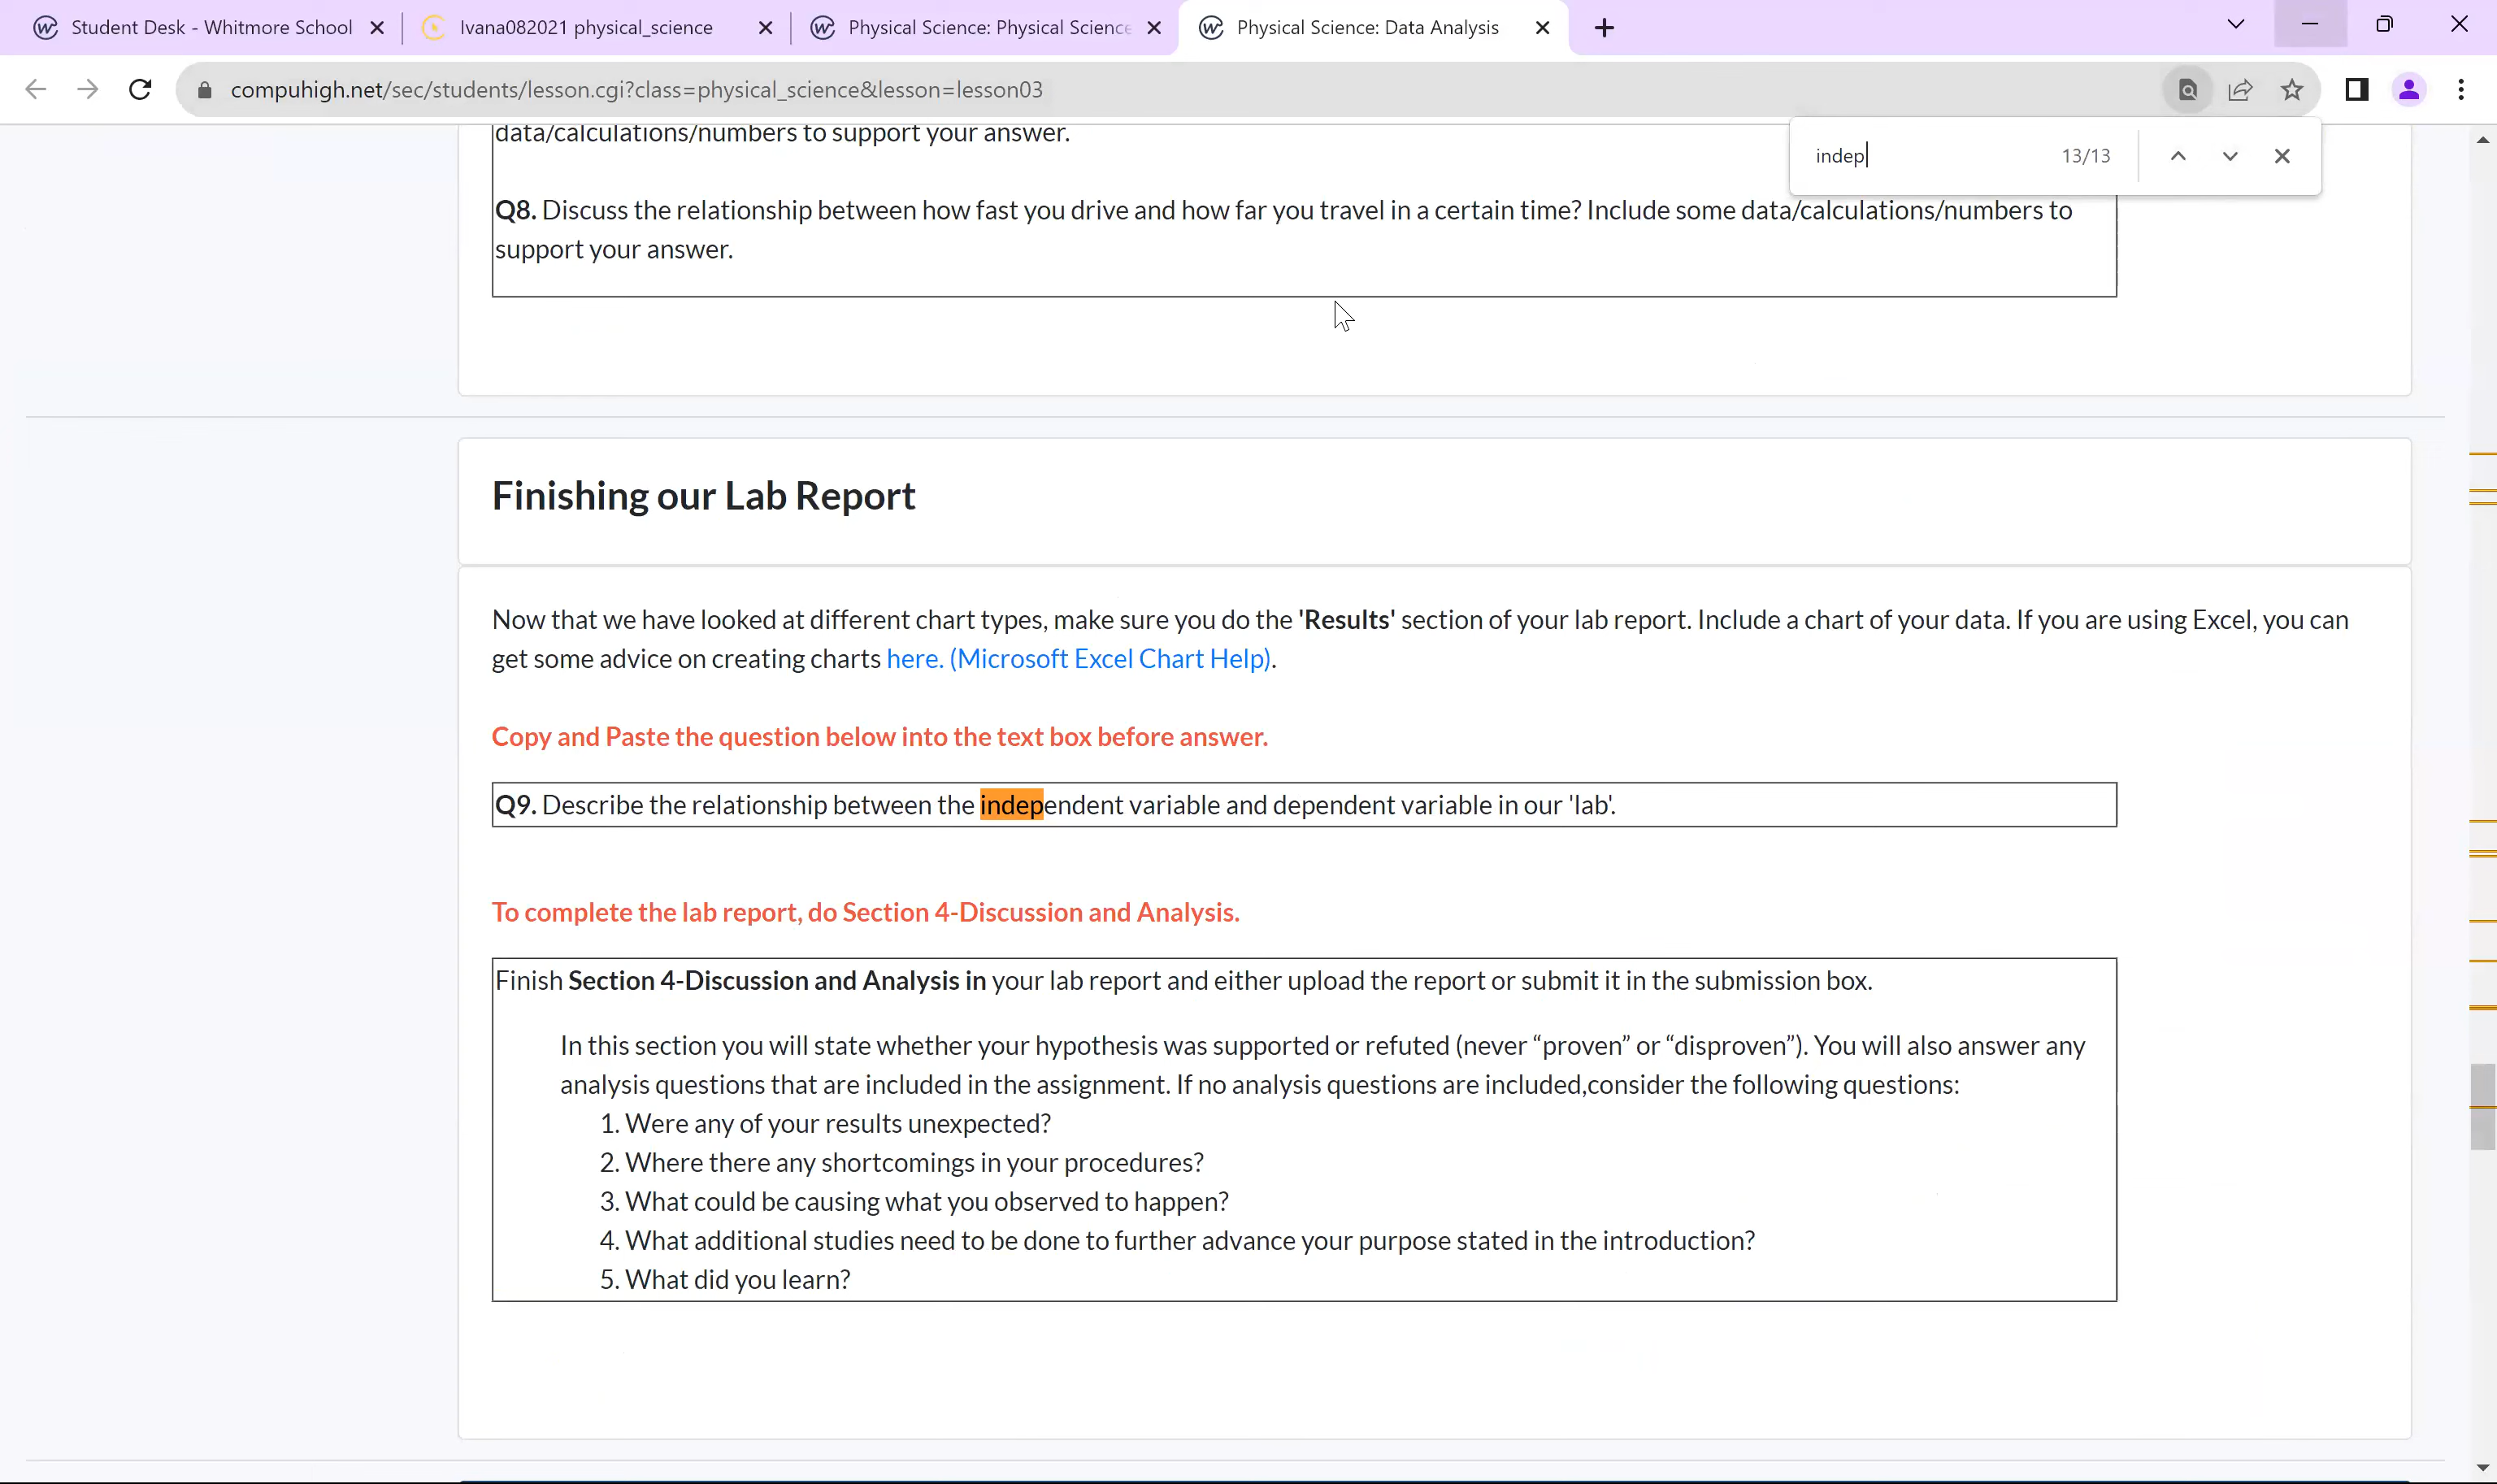 Student Desk - Whitmore School
Ivana082021 physical_science
Physical Science: Physical Science
Physical Science: Data Analysis
compuhigh.net/sec/students/lesson.cgi?class=physical_science&lesson=lesson03
indep
13/13
data/calculations/numbers to support your answer.
Q8. Discuss the relationship between how fast you drive and how far you travel in a certain time? Include some data/calculations/numbers to
support your answer.
Finishing our Lab Report
Now that we have looked at different chart types, make sure you do the 'Results' section of your lab report. Include a chart of your data. If you are using Excel, you can
get some advice on creating charts here. (Microsoft Excel Chart Help).
Copy and Paste the question below into the text box before answer.
Q9. Describe the relationship between the independent variable and dependent variable in our 'lab'.
To complete the lab report, do Section 4-Discussion and Analysis.
Finish Section 4-Discussion and Analysis in your lab report and either upload the report or submit it in the submission box.
In this section you will state whether your hypothesis was supported or refuted (never “proven” or “disproven”). You will also answer any
analysis questions that are included in the assignment. If no analysis questions are included,consider the following questions:
1. Were any of your results unexpected?
2. Where there any shortcomings in your procedures?
3. What could be causing what you observed to happen?
4. What additional studies need to be done to further advance your purpose stated in the introduction?
5. What did you learn?